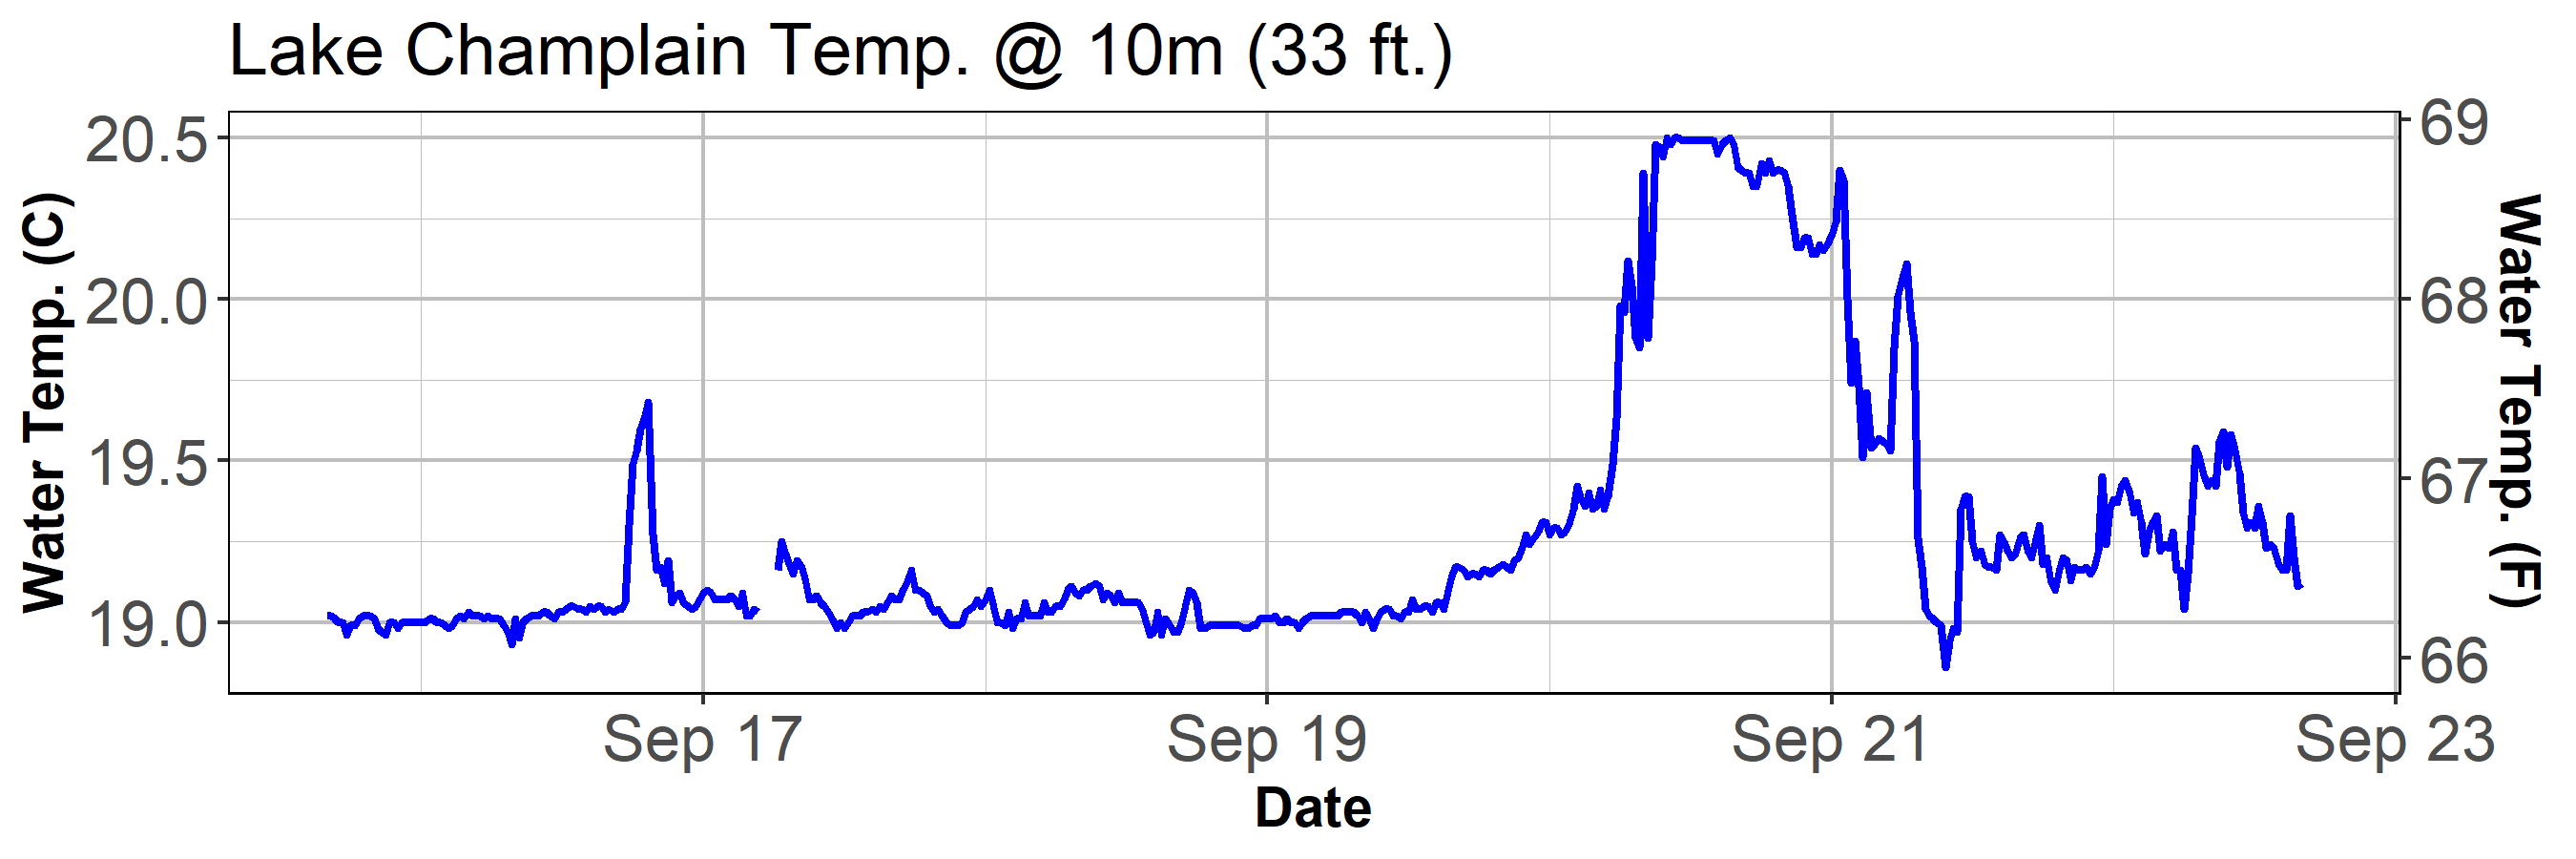 Lake Champlain Temp. @ 10m (33 ft.)
Water Temp. (C)
20.5
20.0
19.5
19.0
69
68
67
66
Water Temp. (F)
Sep 17 Sep 19 Sep 21 Sep 23
Date